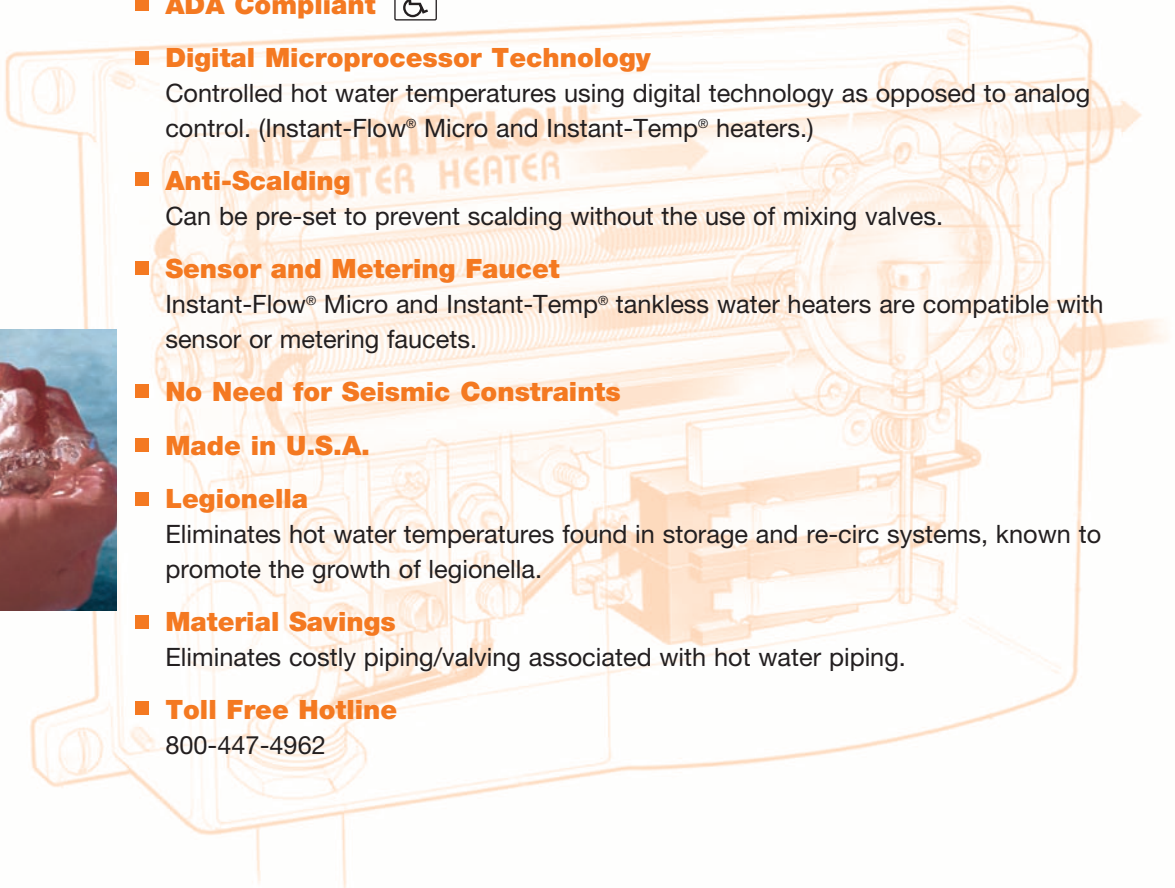 ADA Compliant
Digital Microprocessor Technology
Controlled hot water temperatures using digital technology as opposed to analog
control. (Instant-Flow® Micro and Instant-Temp® heaters.)
Anti-Scalding
Can be pre-set to prevent scalding without the use of mixing valves.
Sensor and Metering Faucet
Instant-Flow® Micro and Instant-Temp® tankless water heaters are compatible with
sensor or metering faucets.
No Need for Seismic Constraints
Made in U.S.A.
Legionella
Eliminates hot water temperatures found in storage and re-circ systems, known to
promote the growth of legionella.
Material Savings
Eliminates costly piping/valving associated with hot water piping.
Toll Free Hotline
800-447-4962
INSTANT-FLOW
WATER HEATER